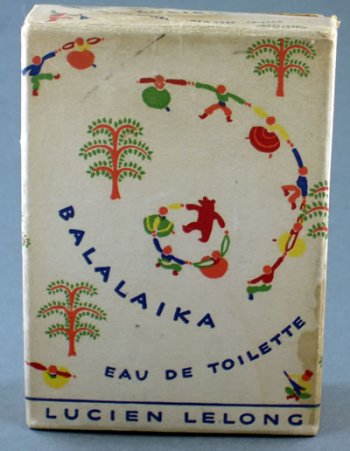 BALALAIKA
EAU DE TOILETTE
LUCIEN LELONG